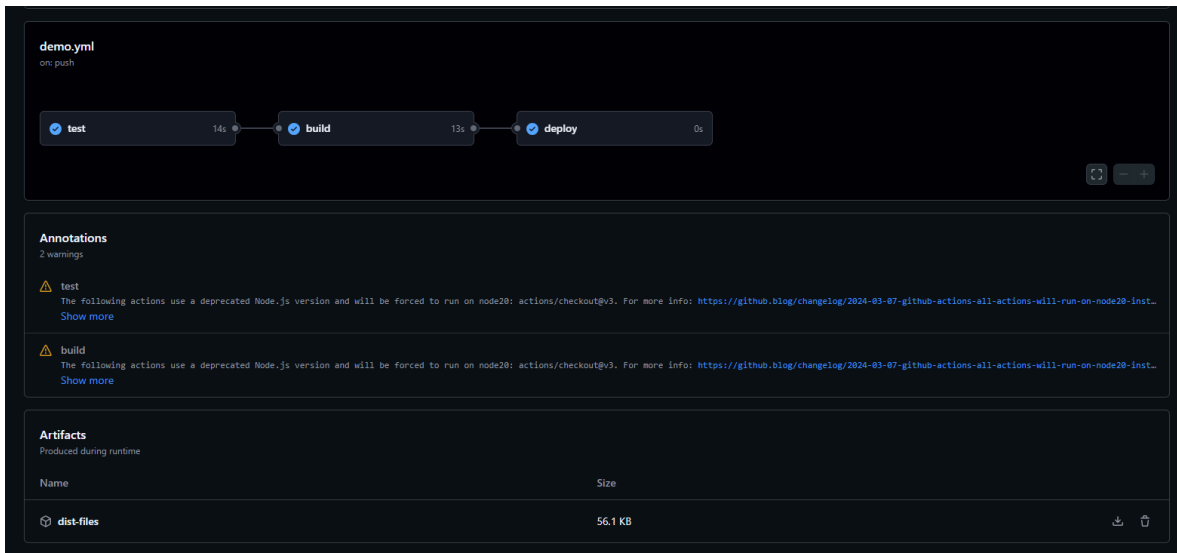 demo.yml
on: push
test 14s
build 13s
deploy 0s
Annotations
2 warnings
test
The following actions use a deprecated Node.js version and will be forced to run on node20: actions/checkout@v3. For more info: https://github.blog/changelog/2024-03-07-github-actions-all-actions-will-run-on-node20-inst…
Show more
build
The following actions use a deprecated Node.js version and will be forced to run on node20: actions/checkout@v3. For more info: https://github.blog/changelog/2024-03-07-github-actions-all-actions-will-run-on-node20-inst…
Show more
Artifacts
Produced during runtime
Name Size
dist-files 56.1 KB